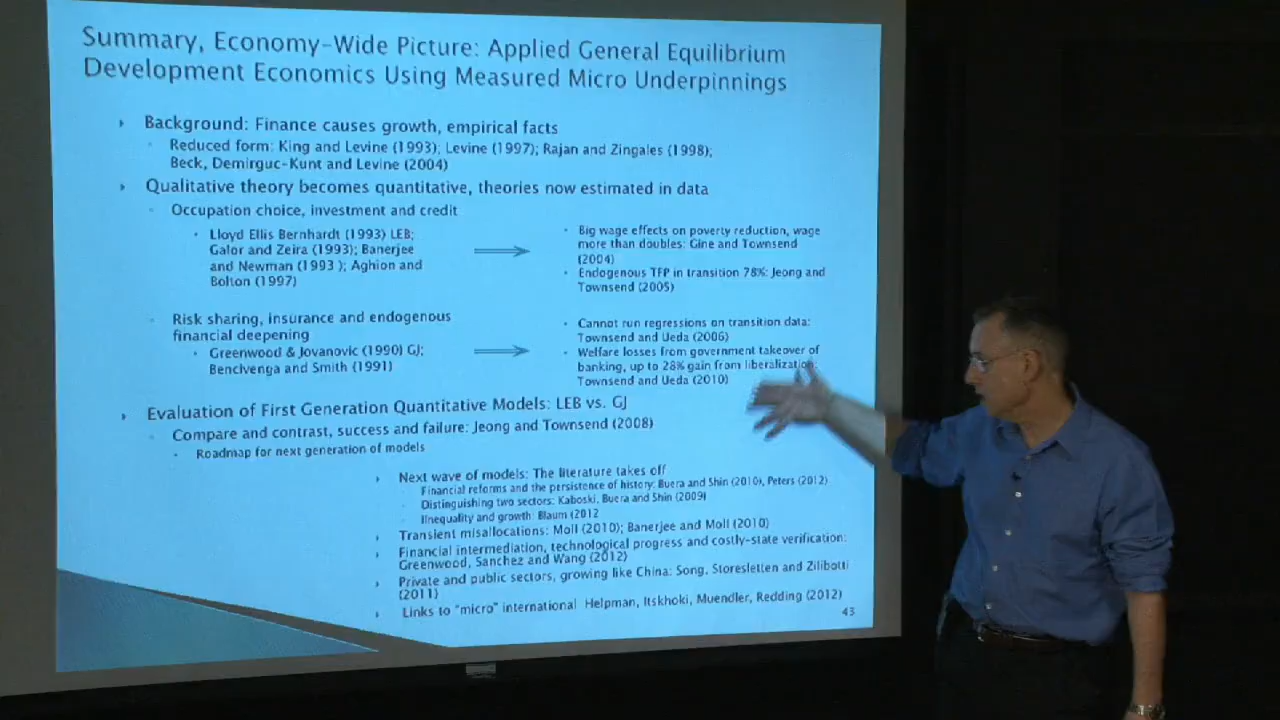 Summary, Economy-Wide Picture: Applied General Equilibrium
Development Economics Using Measured Micro Underpinnings
Background: Finance causes growth, empirical facts
Reduced form: King and Levine (1993); Levine (1997); Rajan and Zingales (1998);
Beck, Demirguc-Kunt and Levine (2004)
Qualitative theory becomes quantitative, theories now estimated in data
Occupation choice, investment and credit
Lloyd Ellis Bernhardt (1993) LEB;
Galor and Zeira (1993); Banerjee
and Newman (1993 ); Aghion and
Bolton (1997)
Big wage effects on poverty reduction, wage
more than doubles: Gine and Townsend
(2004)
Endogenous TFP in transition 78%: Jeong and
Townsend (2005)
Risk sharing, insurance and endogenous
financial deepening
Greenwood & Jovanovic (1990) GJ;
Bencivenga and Smith (1991)
Cannot run regressions on transition data:
Townsend and Ueda (2006)
Welfare losses from government takeover of
banking, up to 28% gain from liberalization:
Townsend and Ueda (2010)
Evaluation of First Generation Quantitative Models: LEB vs. GJ
Compare and contrast, success and failure: Jeong and Townsend (2008)
Roadmap for next generation of models
Next wave of models: The literature takes off
Financial reforms and the persistence of history: Buera and Shin (2010), Peters (2012)
Distinguishing two sectors: Kaboski, Buera and Shin (2009)
Iinequality and growth: Blaum (2012
Transient misallocations: Moll (2010); Banerjee and Moll (2010)
Financial intermediation, technological progress and costly-state verification:
Greenwood, Sanchez and Wang (2012)
Private and public sectors, growing like China: Song, Storesletten and Zilibotti
(2011)
Links to "micro" international Helpman, Itskhoki, Muendler, Redding (2012)
43